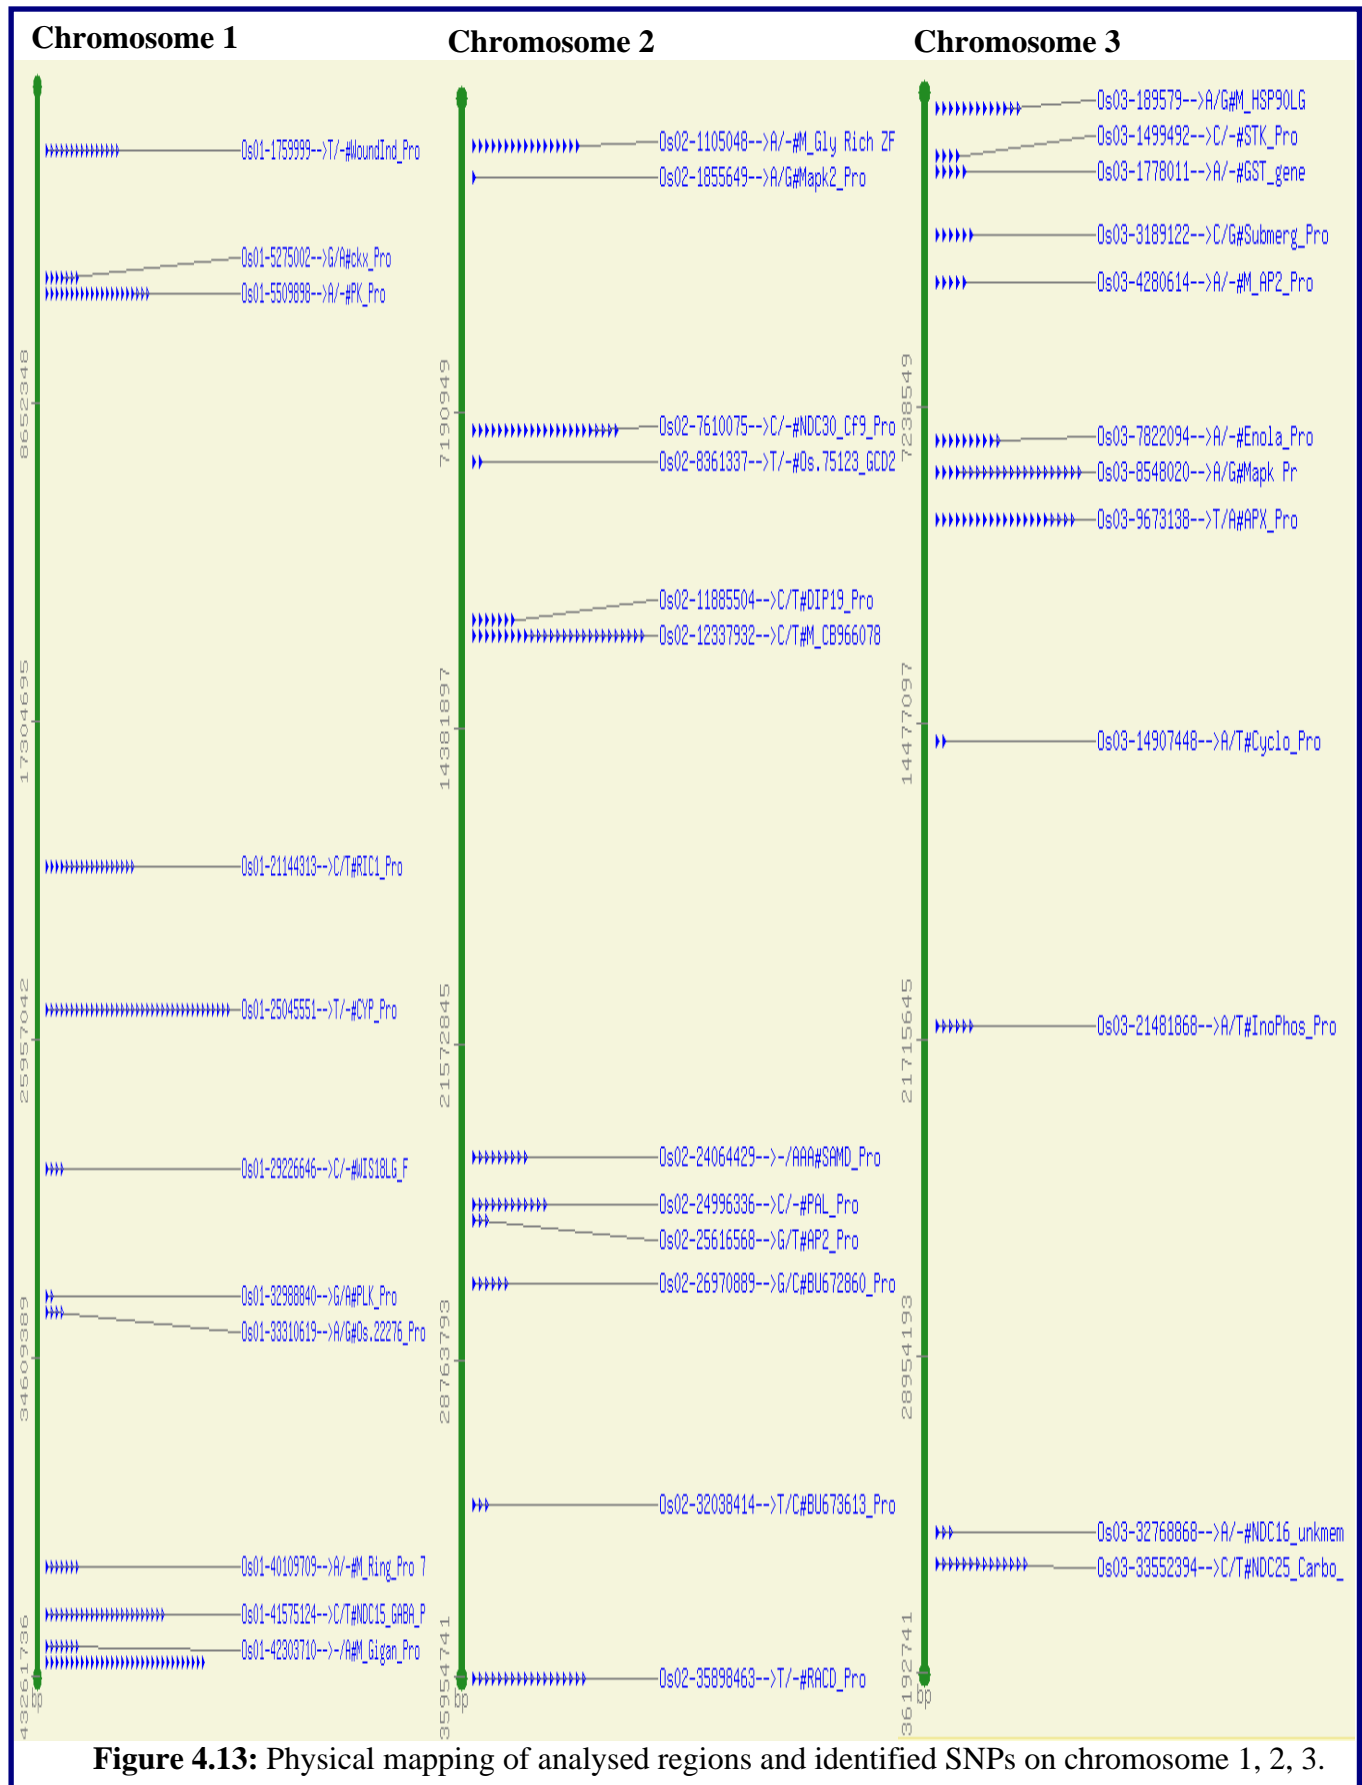 Chromosome 1
Os01-1759999-->T/-#WoundInd_Pro
Os01-5275002-->G/A#ckx_Pro
Os01-5509898-->A/-#PK_Pro
8652348
17304695
Os01-21144313-->C/T#RIC1_Pro
Os01-25045551-->T/-#CYP_Pro
25957042
Os01-29226646-->C/-#WIS18LG_F
Os01-32988840-->G/A#PLK_Pro
Os01-33310619-->A/G#Os.22276_Pro
34609389
Os01-40109709-->A/-#M_Ring_Pro 7
Os01-41575124-->C/T#NDC15_GABA_P
Os01-42303710-->-/A#M_Gigan_Pro
43261736
bp
Chromosome 2
Os02-1105048-->A/-#M_Gly Rich ZF
Os02-1855649-->A/G#Mapk2_Pro
7190949
Os02-7610075-->C/-#NDC30_Cf9_Pro
Os02-8361337-->T/-#Os.75123_GCD2
Os02-11885504-->C/T#DIP19_Pro
Os02-12337932-->C/T#M_CB966078
14381897
21572845
Os02-24064429-->-/AAA#SAMD_Pro
Os02-24996336-->C/-#PAL_Pro
Os02-25616568-->G/T#AP2_Pro
Os02-26970889-->G/C#BU672860_Pro
28763793
Os02-32038414-->T/C#BU673613_Pro
Os02-35898463-->T/-#RACD_Pro
35954741
bp
Chromosome 3
Os03-189579-->A/G#M_HSP90LG
Os03-1499492-->C/-#STK_Pro
Os03-1778011-->A/-#GST_gene
Os03-3189122-->C/G#Submerg_Pro
Os03-4280614-->A/-#M_AP2_Pro
7238549
Os03-7822094-->A/-#Enola_Pro
Os03-8548020-->A/G#Mapk Pr
Os03-9673138-->T/A#APX_Pro
14477097
Os03-14907448-->A/T#Cyclo_Pro
Os03-21481868-->A/T#InoPhos_Pro
21715645
28954193
Os03-32768868-->A/-#NDC16_unkmem
Os03-33552394-->C/T#NDC25_Carbo_
36192741
bp
Figure 4.13: Physical mapping of analysed regions and identified SNPs on chromosome 1, 2, 3.